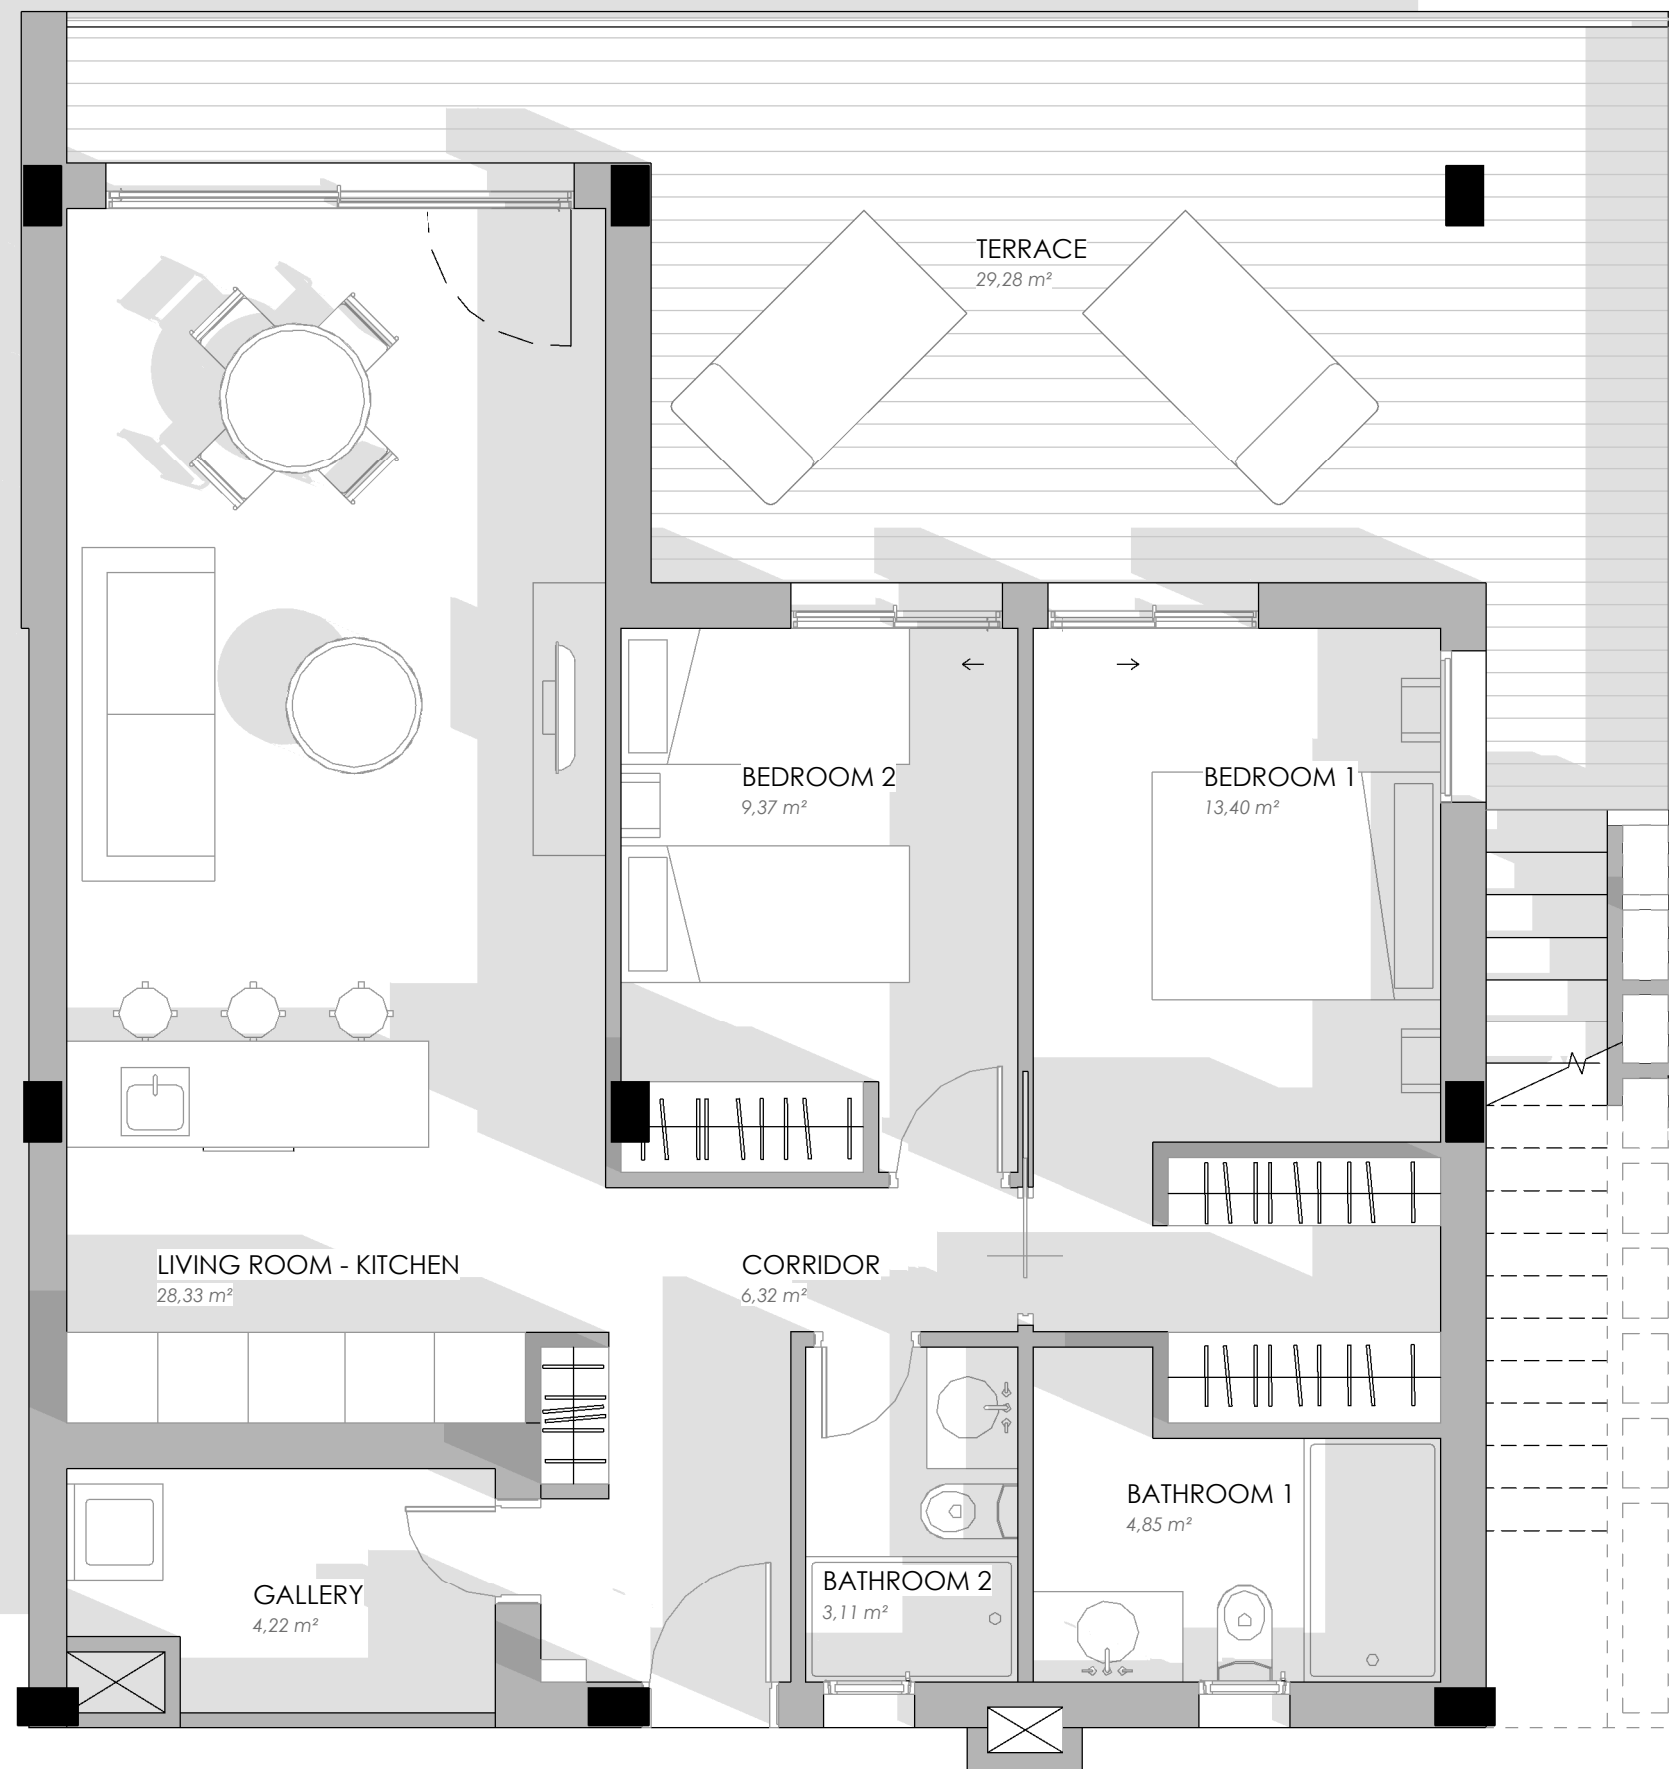 TERRACE
29,28 m²
BEDROOM 2
9,37 m²
BEDROOM 1
13,40 m²
LIVING ROOM - KITCHEN
28,33 m²
CORRIDOR
6,32 m²
BATHROOM 1
4,85 m²
BATHROOM 2
3,11 m²
GALLERY
4,22 m²